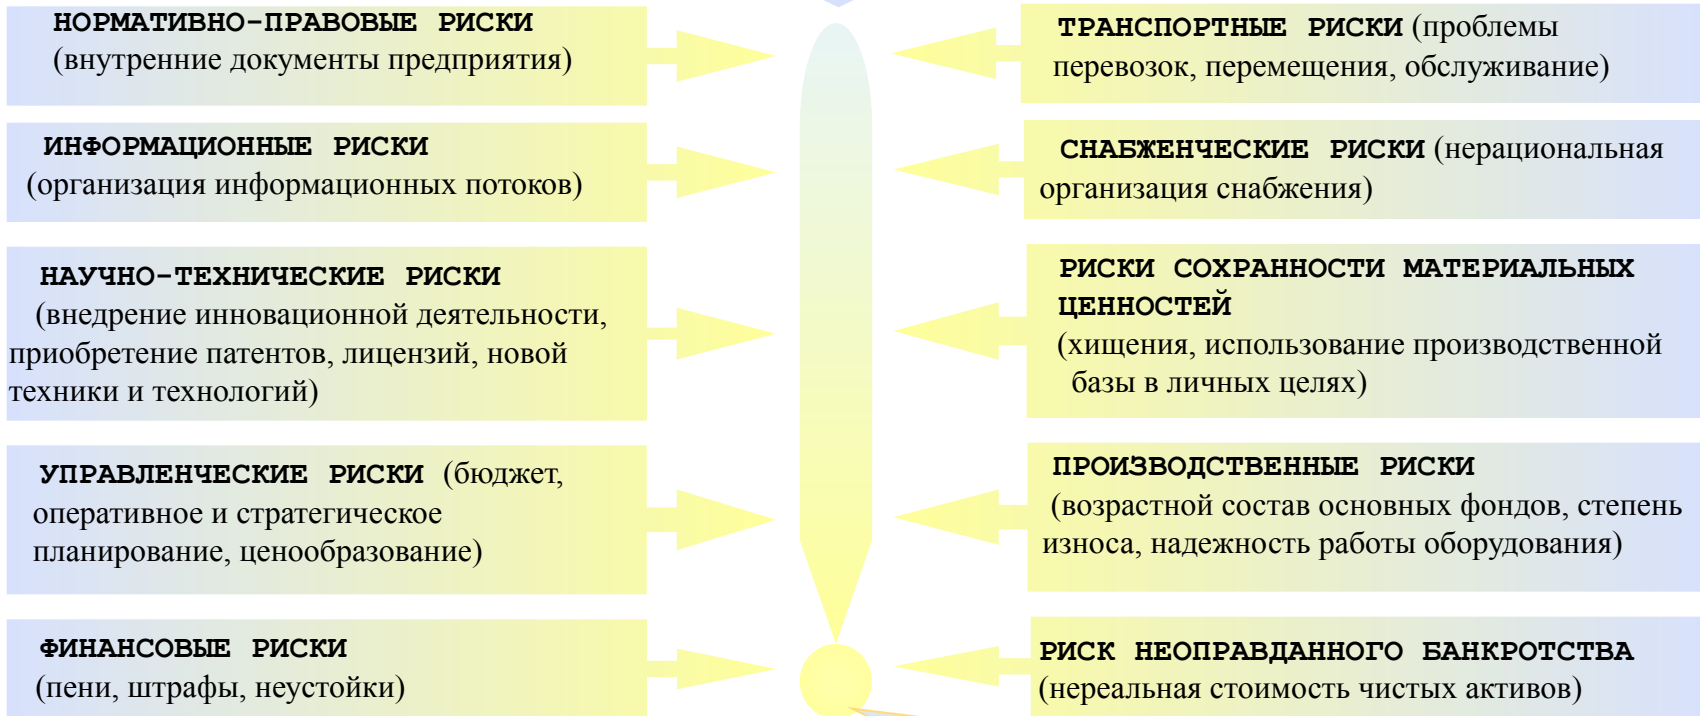 НОРМАТИВНО-ПРАВОВЫЕ РИСКИ
(внутренние документы предприятия)
ИНФОРМАЦИОННЫЕ РИСКИ
(организация информационных потоков)
НАУЧНО-ТЕХНИЧЕСКИЕ РИСКИ
(внедрение инновационной деятельности,
приобретение патентов, лицензий, новой
техники и технологий)
УПРАВЛЕНЧЕСКИЕ РИСКИ (бюджет,
оперативное и стратегическое
планирование, ценообразование)
ФИНАНСОВЫЕ РИСКИ
(пени, штрафы, неустойки)
ТРАНСПОРТНЫЕ РИСКИ (проблемы
перевозок, перемещения, обслуживание)
СНАБЖЕНЧЕСКИЕ РИСКИ (нерациональная
организация снабжения)
РИСКИ СОХРАННОСТИ МАТЕРИАЛЬНЫХ
ЦЕННОСТЕЙ
(хищения, использование производственной
базы в личных целях)
ПРОИЗВОДСТВЕННЫЕ РИСКИ
(возрастной состав основных фондов, степень
износа, надежность работы оборудования)
РИСК НЕОПРАВДАННОГО БАНКРОТСТВА
(нереальная стоимость чистых активов)